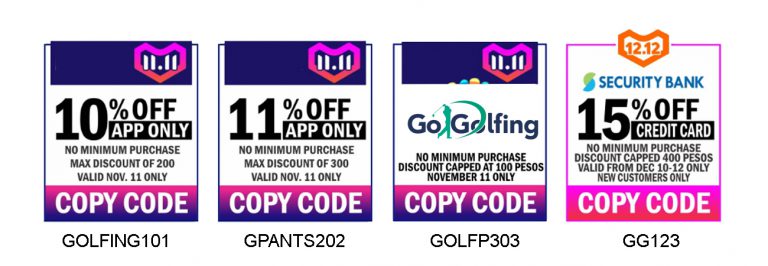 11.11
10% OFF
APP ONLY
NO MINIMUM PURCHASE
MAX DISCOUNT OF 200
VALID NOV. 11 ONLY
COPY CODE
GOLFING101
11.11
11% OFF
APP ONLY
NO MINIMUM PURCHASE
MAX DISCOUNT OF 300
VALID NOV. 11 ONLY
COPY CODE
GPANTS202
11.11
Go Golfing
NO MINIMUM PURCHASE
DISCOUNT CAPPED AT 100 PESOS
NOVEMBER 11 ONLY
COPY CODE
GOLFP303
12.12.
SECURITY BANK
15% OFF
CREDIT CARD
NO MINIMUM PURCHASE
DISCOUNT CAPPED 400 PESOS
VALID FROM DEC 10-12 ONLY
NEW CUSTOMERS ONLY
COPY CODE
GG123